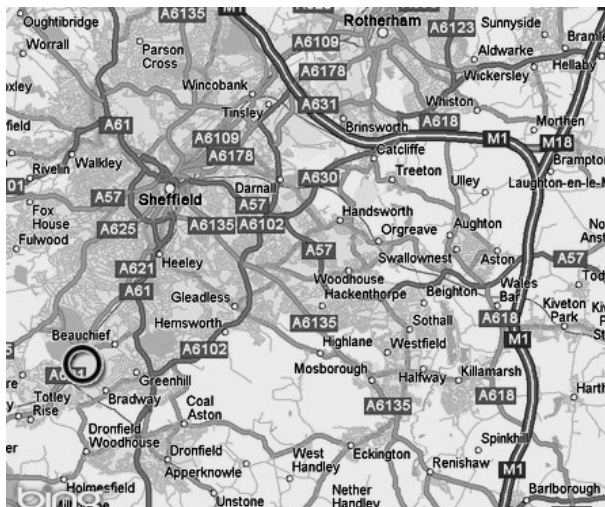 A6135
M1
Oughtibridge
Rotherham
Sunnyside
Worrall
Parson
Cross
A6109
A6123
Aldwarke
Hellaby
A6178
Wickersley
Wincobank
A631
Whiston
Tinsley
A61
Brinsworth
A618
Morthen
A6109
M1
M18
Rivelin
Walkley
A6178
Catcliffe
Brampton
Darnall
A630
Treeton
Ulley
A57
Sheffield
A57
Handsworth
Fox
House
A625
A6135
A6102
Aughton
Fulwood
Orgreave
A57
Swallownest
Aston
A57
A621
Heeley
Woodhouse
Wales
Bar
A61
Gleadless
Hackenthorpe
Beighton
Kiveton
Park
A6135
Sothall
A618
Beauchief
Hemsworth
M1
A6102
Highlane
Westfield
Greenhill
Mosborough
Halfway
Killamarsh
Totley
Rise
Bradway
A6135
A618
Coal
Aston
Dronfield
Woodhouse
Spinkhill
Dronfield
West
Handley
Eckington
Apperknowle
Renishaw
M1
Holmesfield
Unstone
Nether
Handley
Barlborough
bing